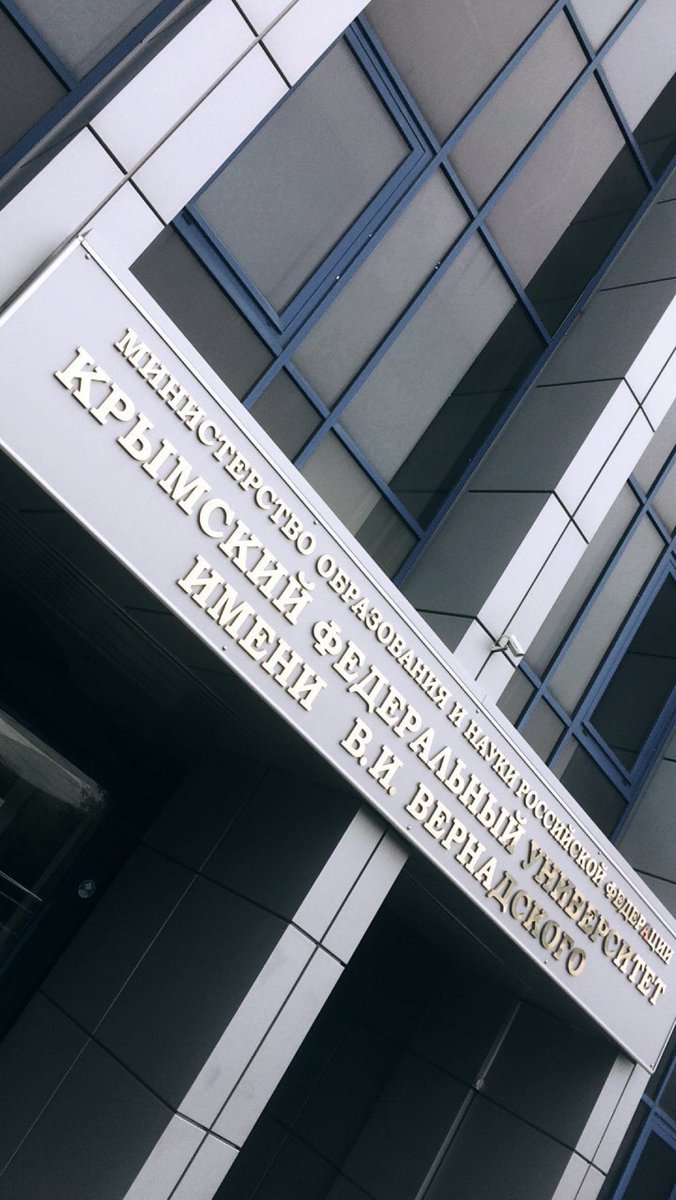 МИНИСТЕРСТВО ОБРАЗОВАНИЯ И НАУКИ РОССИЙСКОЙ ФЕДЕРАЦИИ
КРЫМСКИЙ ФЕДЕРАЛЬНЫЙ УНИВЕРСИТЕТ
ИМЕНИ В.И. ВЕРНАДСКОГО